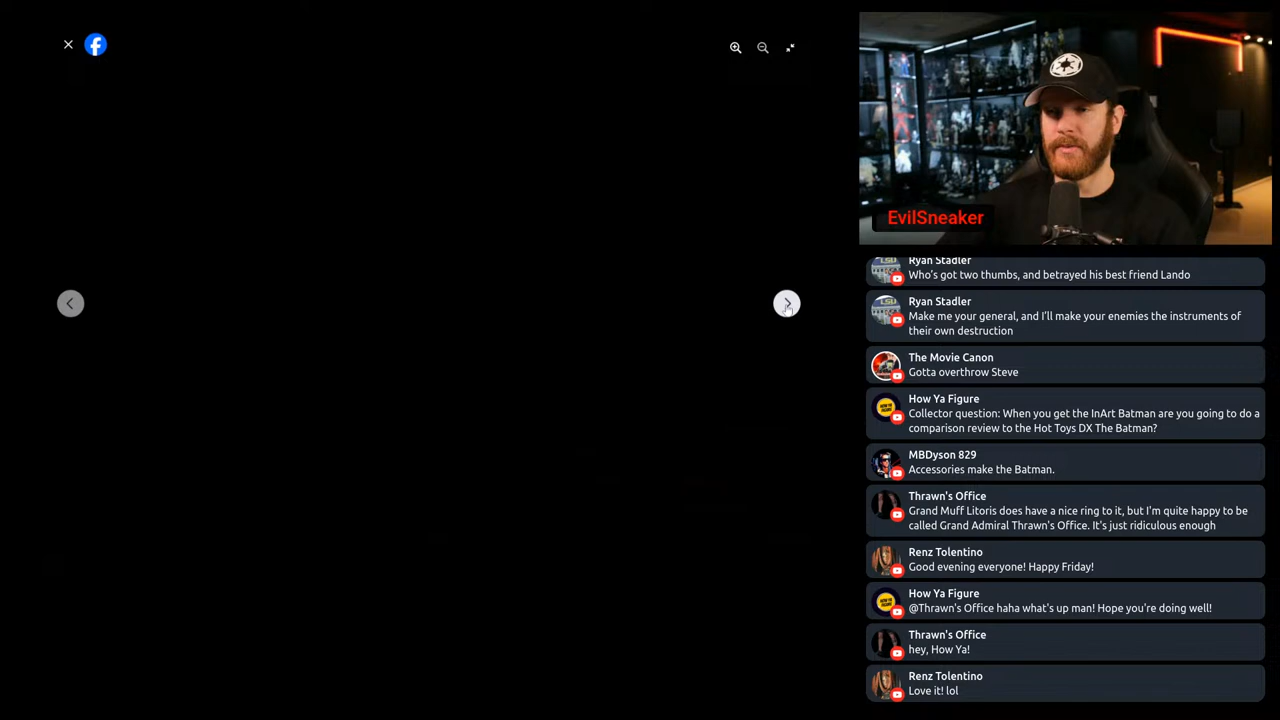 EvilSneaker
Ryan Stadler
Who's got two thumbs, and betrayed his best friend Lando
Ryan Stadler
Make me your general, and I'll make your enemies the instruments of
their own destruction
The Movie Canon
Gotta overthrow Steve
How Ya Figure
Collector question: When you get the InArt Batman are you going to do a
comparison review to the Hot Toys DX The Batman?
MBDyson 829
Accessories make the Batman.
Thrawn's Office
Grand Muff Litoris does have a nice ring to it, but I'm quite happy to be
called Grand Admiral Thrawn's Office. It's just ridiculous enough
Renz Tolentino
Good evening everyone! Happy Friday!
How Ya Figure
@Thrawn's Office haha what's up man! Hope you're doing well!
Thrawn's Office
hey, How Ya!
Renz Tolentino
Love it! lol